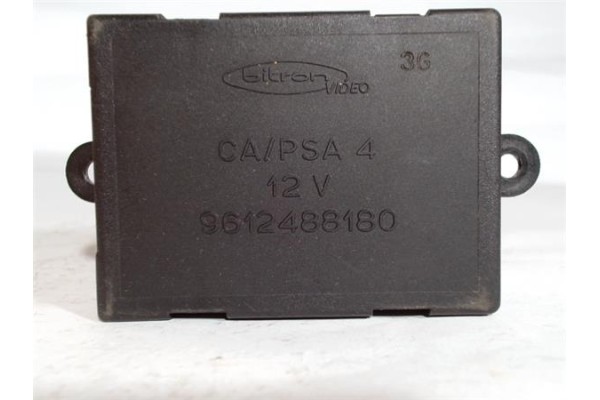 bitron VIDEO 3G
CA/PSA 4
12 V
9612488180